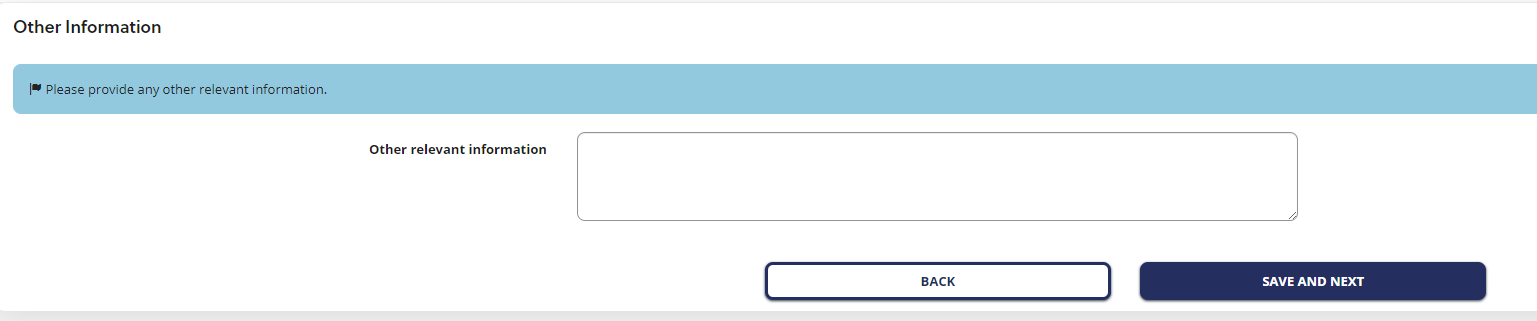 Other Information
Please provide any other relevant information.
Other relevant information
BACK
SAVE AND NEXT